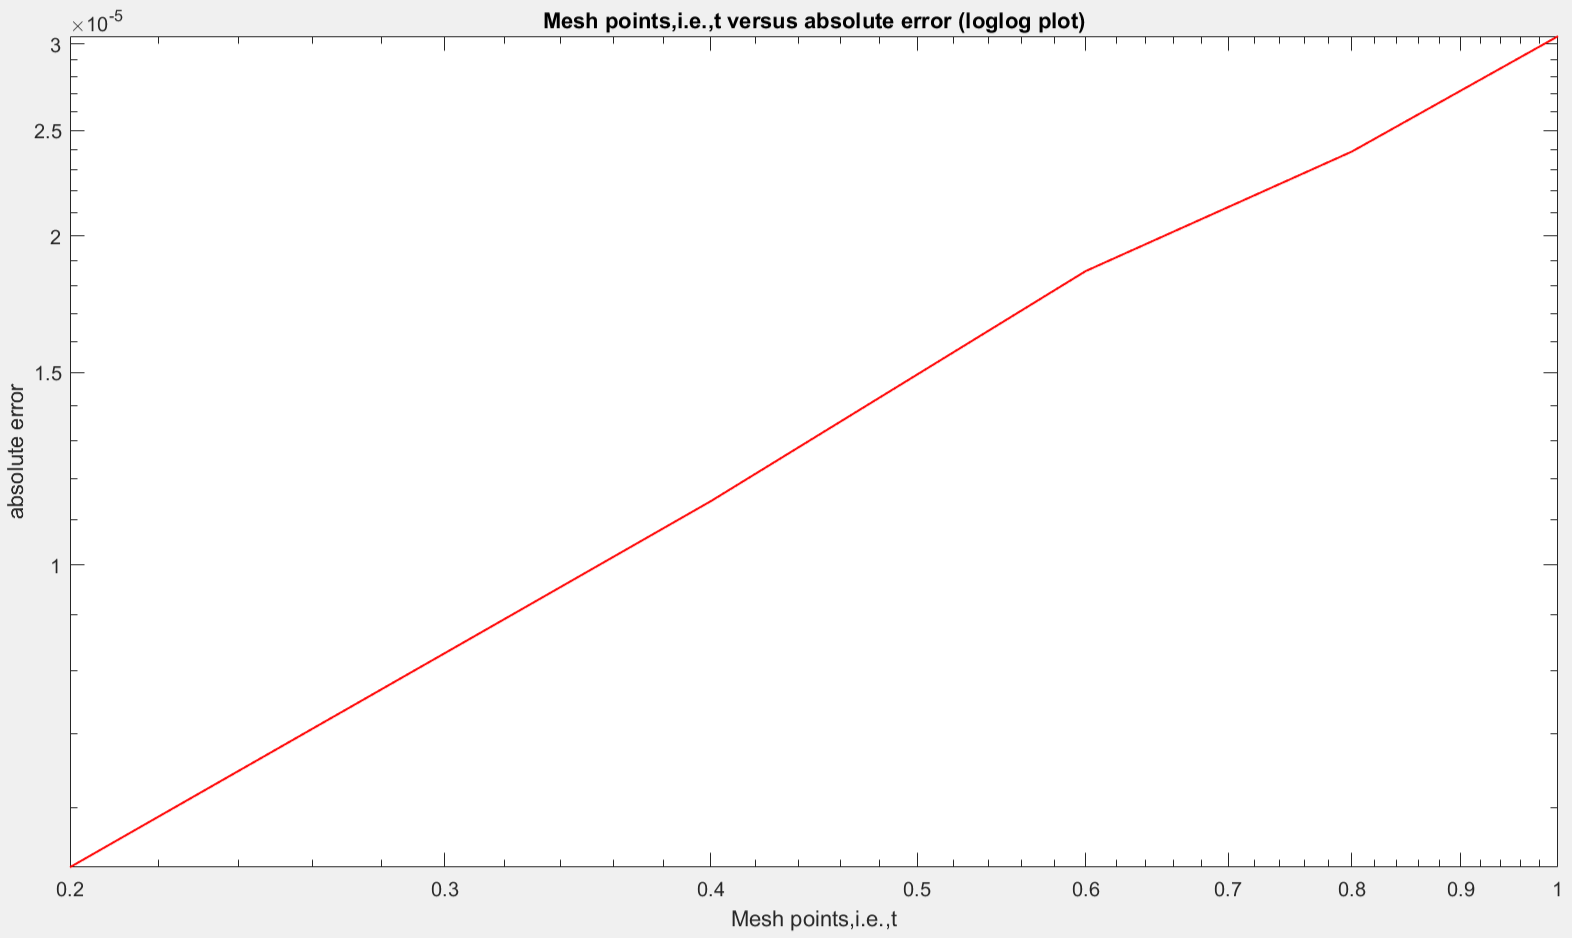 Mesh points,i.e.,t versus absolute error (loglog plot)
×10-5
3
2.5
2
1.5
1
absolute error
0.2 0.3 0.4 0.5 0.6 0.7 0.8 0.9 1
Mesh points,i.e.,t